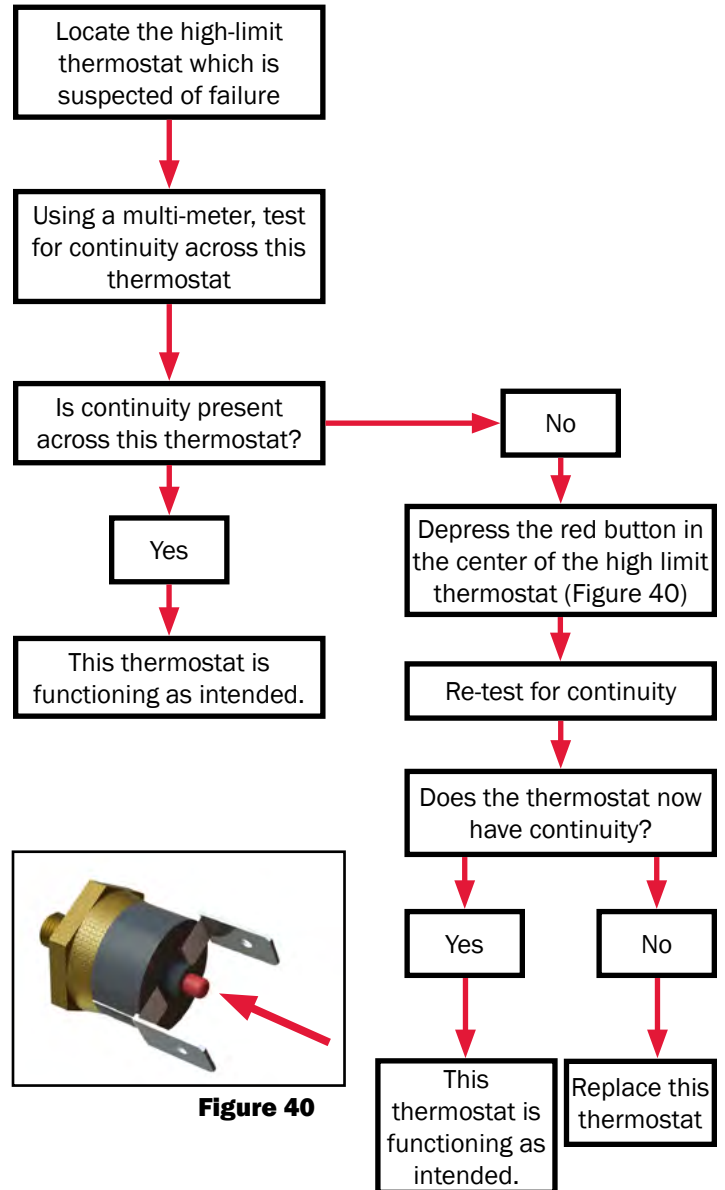 Locate the high-limit
thermostat which is
suspected of failure
Using a multi-meter, test
for continuity across this
thermostat
Is continuity present
across this thermostat?
Yes
This thermostat is
functioning as intended.
No
Depress the red button in
the center of the high limit
thermostat (Figure 40)
Re-test for continuity
Does the thermostat now
have continuity?
Yes
This
thermostat is
functioning as
intended.
No
Replace this
thermostat
Figure 40